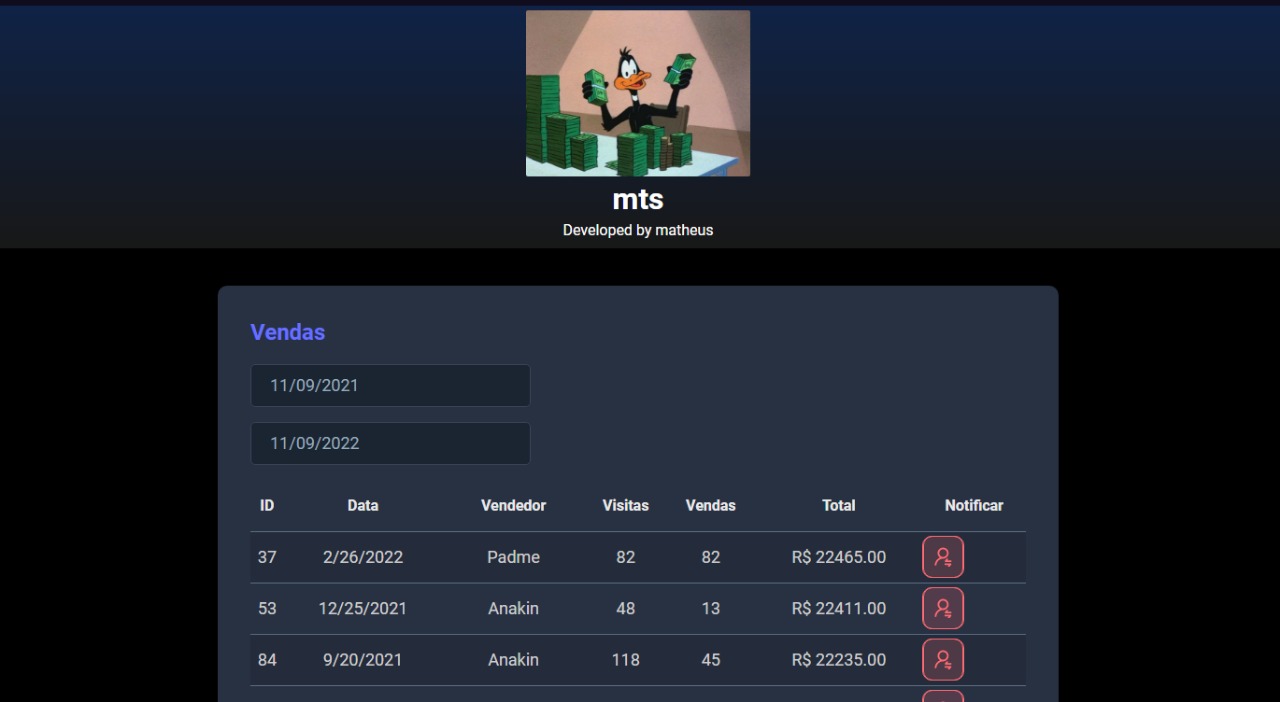 mts
Developed by matheus
Vendas
11/09/2021
11/09/2022
ID Data Vendedor Visitas Vendas Total Notificar
37 2/26/2022 Padme 82 82 R$ 22465.00
53 12/25/2021 Anakin 48 13 R$ 22411.00
84 9/20/2021 Anakin 118 45 R$ 22235.00